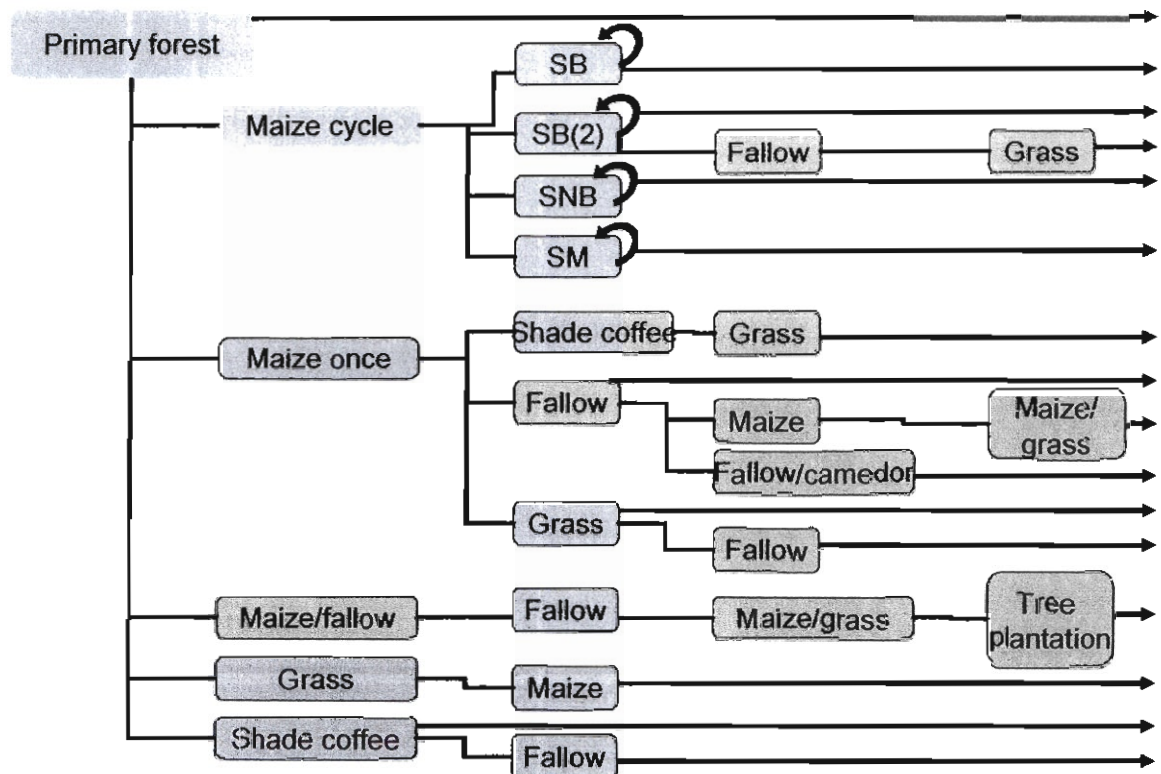 Primary forest
SB
Maize cycle
SB(2)
Fallow
Grass
SNB
SM
Shade coffee
Grass
Maize once
Fallow
Maize
Maize/
grass
Fallow/camedor
Grass
Fallow
Maize/fallow
Fallow
Maize/grass
Tree
plantation
Grass
Maize
Shade coffee
Fallow